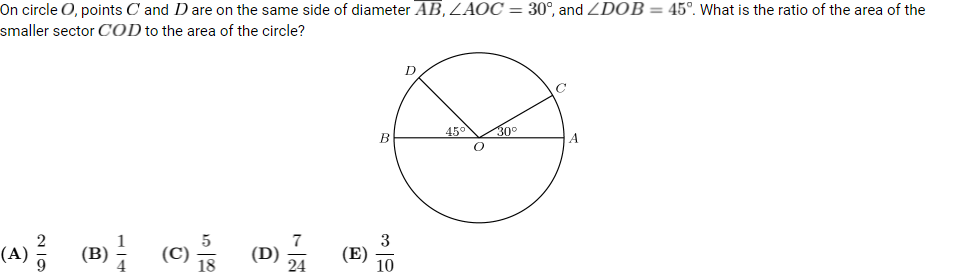 On circle O, points C and D are on the same side of diameter \overline{AB}, ∠AOC = 30°, and ∠DOB = 45°. What is the ratio of the area of the
smaller sector COD to the area of the circle?
D
C
45° 30°
B O A
(A) 2/9 (B) 1/4 (C) 5/18 (D) 7/24 (E) 3/10